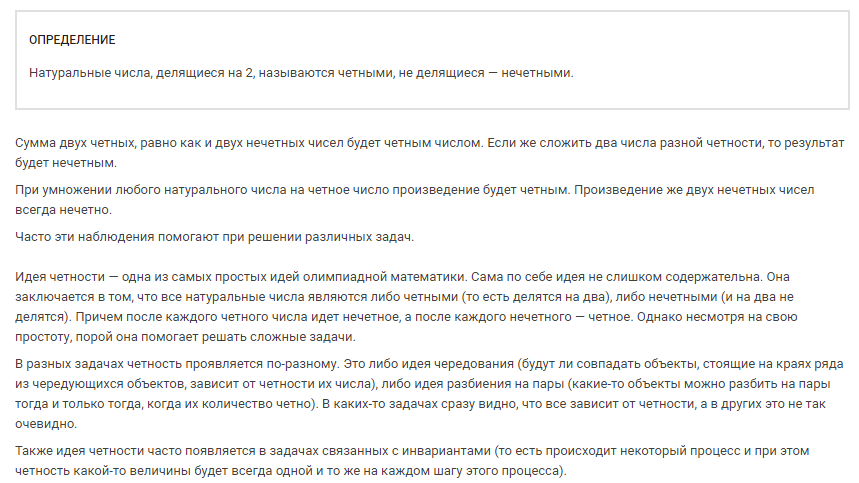 ОПРЕДЕЛЕНИЕ
Натуральные числа, делящиеся на 2, называются четными, не делящиеся — нечетными.
Сумма двух четных, равно как и двух нечетных чисел будет четным числом. Если же сложить два числа разной четности, то результат
будет нечетным.
При умножении любого натурального числа на четное число произведение будет четным. Произведение же двух нечетных чисел
всегда нечетно.
Часто эти наблюдения помогают при решении различных задач.
Идея четности — одна из самых простых идей олимпиадной математики. Сама по себе идея не слишком содержательна. Она
заключается в том, что все натуральные числа являются либо четными (то есть делятся на два), либо нечетными (и на два не
делятся). Причем после каждого четного числа идет нечетное, а после каждого нечетного — четное. Однако несмотря на свою
простоту, порой она помогает решать сложные задачи.
В разных задачах четность проявляется по-разному. Это либо идея чередования (будут ли совпадать объекты, стоящие на краях ряда
из чередующихся объектов, зависит от четности их числа), либо идея разбиения на пары (какие-то объекты можно разбить на пары
тогда и только тогда, когда их количество четно). В каких-то задачах сразу видно, что все зависит от четности, а в других это не так
очевидно.
Также идея четности часто появляется в задачах связанных с инвариантами (то есть происходит некоторый процесс и при этом
четность какой-то величины будет всегда одной и то же на каждом шагу этого процесса).